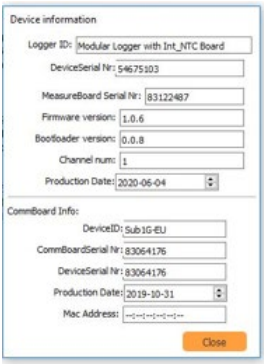 Device information
Logger ID: Modular Logger with Int_NTC Board
DeviceSerial Nr: 54675103
MeasureBoard Serial Nr: 83122487
Firmware version: 1.0.6
Bootloader version: 0.0.8
Channel num: 1
Production Date: 2020-06-04
CommBoard Info:
DeviceID: Sub1G-EU
CommBoardSerial Nr: 83064176
DeviceSerial Nr: 83064176
Production Date: 2019-10-31
Mac Address: --:--:--:--:--:--
Close